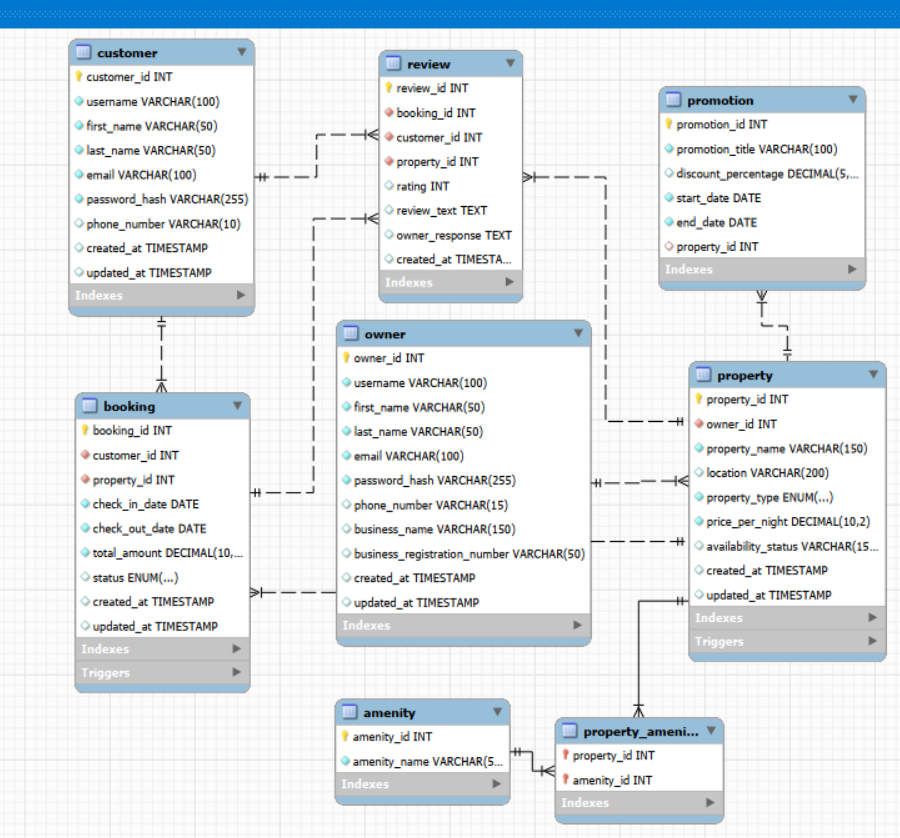 customer
customer_id INT
username VARCHAR(100)
first_name VARCHAR(50)
last_name VARCHAR(50)
email VARCHAR(100)
password_hash VARCHAR(255)
phone_number VARCHAR(10)
created_at TIMESTAMP
updated_at TIMESTAMP
Indexes
review
review_id INT
booking_id INT
customer_id INT
property_id INT
rating INT
review_text TEXT
owner_response TEXT
created_at TIMESTA...
Indexes
promotion
promotion_id INT
promotion_title VARCHAR(100)
discount_percentage DECIMAL(5,...
start_date DATE
end_date DATE
property_id INT
Indexes
owner
owner_id INT
username VARCHAR(100)
first_name VARCHAR(50)
last_name VARCHAR(50)
email VARCHAR(100)
password_hash VARCHAR(255)
phone_number VARCHAR(15)
business_name VARCHAR(150)
business_registration_number VARCHAR(50)
created_at TIMESTAMP
updated_at TIMESTAMP
Indexes
property
property_id INT
owner_id INT
property_name VARCHAR(150)
location VARCHAR(200)
property_type ENUM(...)
price_per_night DECIMAL(10,2)
availability_status VARCHAR(15...
created_at TIMESTAMP
updated_at TIMESTAMP
Indexes
Triggers
booking
booking_id INT
customer_id INT
property_id INT
check_in_date DATE
check_out_date DATE
total_amount DECIMAL(10,...
status ENUM(...)
created_at TIMESTAMP
updated_at TIMESTAMP
Indexes
Triggers
amenity
amenity_id INT
amenity_name VARCHAR(5...
Indexes
property_ameni...
property_id INT
amenity_id INT
Indexes